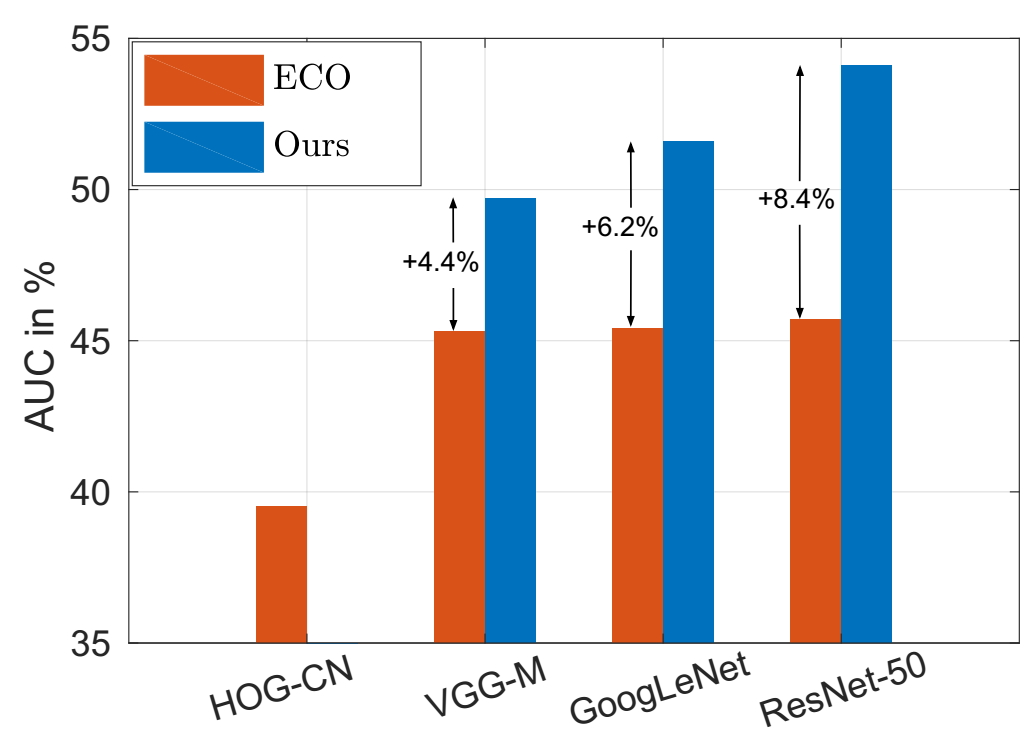 ECO
Ours
AUC in %
55
50
45
40
35
+4.4%
+6.2%
+8.4%
HOG-CN
VGG-M
GoogLeNet
ResNet-50